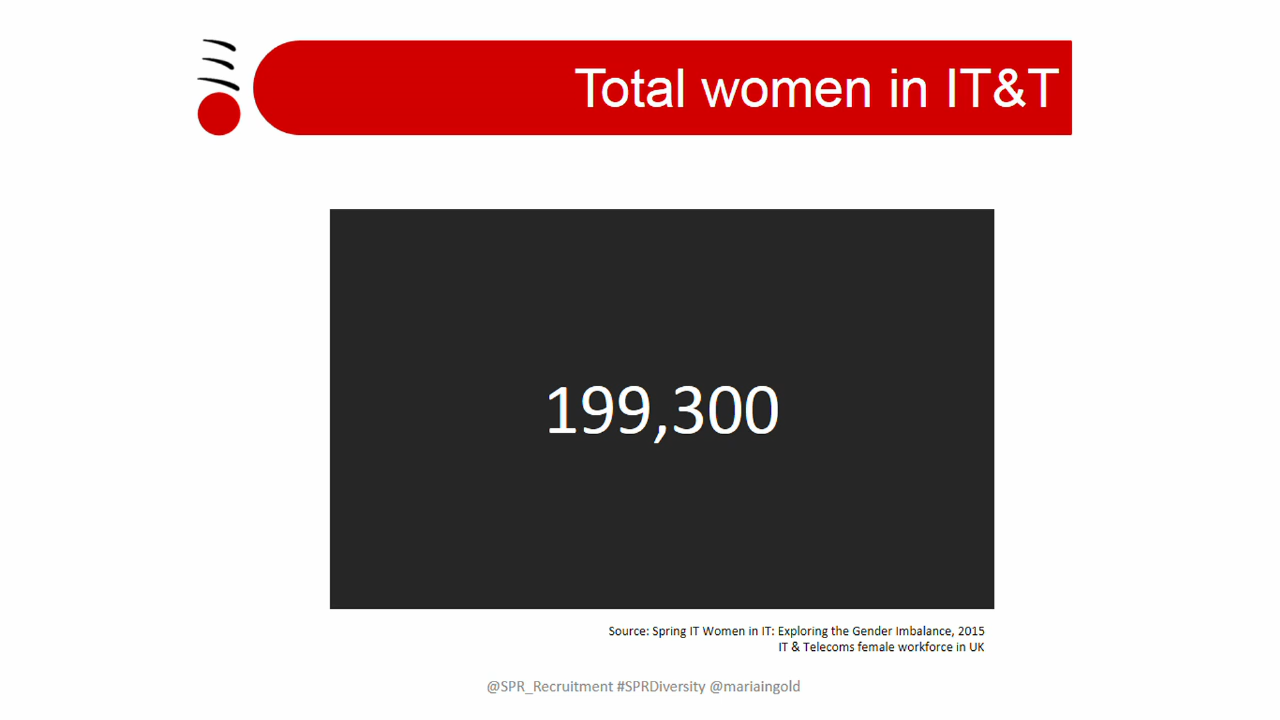 Total women in IT&T
199,300
Source: Spring IT Women in IT: Exploring the Gender Imbalance, 2015
IT & Telecoms female workforce in UK
@SPR_Recruitment #SPRDiversity @mariaingold